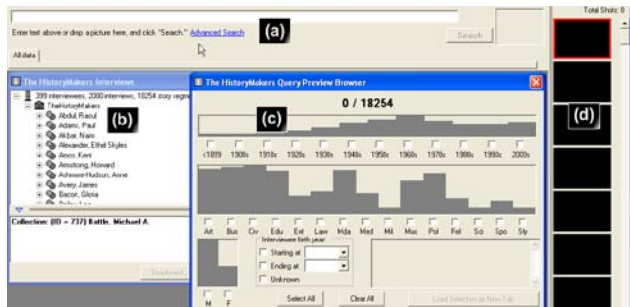 Total Shots: 0
Enter text above or drop a picture here, and click "Search." Advanced Search
(a)
Search
All data
The HistoryMakers Interviews
399 interviewees, 2000 interviews, 18254 story segm
TheHistoryMakers
(b)
Abdul, Raoul
Adams, Paul
Akbar, Na'im
Alexander, Ethel Skyles
Amos, Kent
Armstrong, Howard
Ashmore-Hudson, Anne
Avery, James
Bacon, Gloria
Collection: (ID = 737) Battle, Michael A.
The HistoryMakers Query Preview Browser
0 / 18254
(c)
(d)
<1899 1900s 1910s 1920s 1930s 1940s 1950s 1960s 1970s 1980s 1990s 2000s
Art Bus Civ Edu Ent Law Mda Med Mil Mus Pol Rel Sci Spo Sty
Interviewee birth year:
Starting at
Ending at
Unknown
M F
Select All
Clear All
Load Selection as New Tab